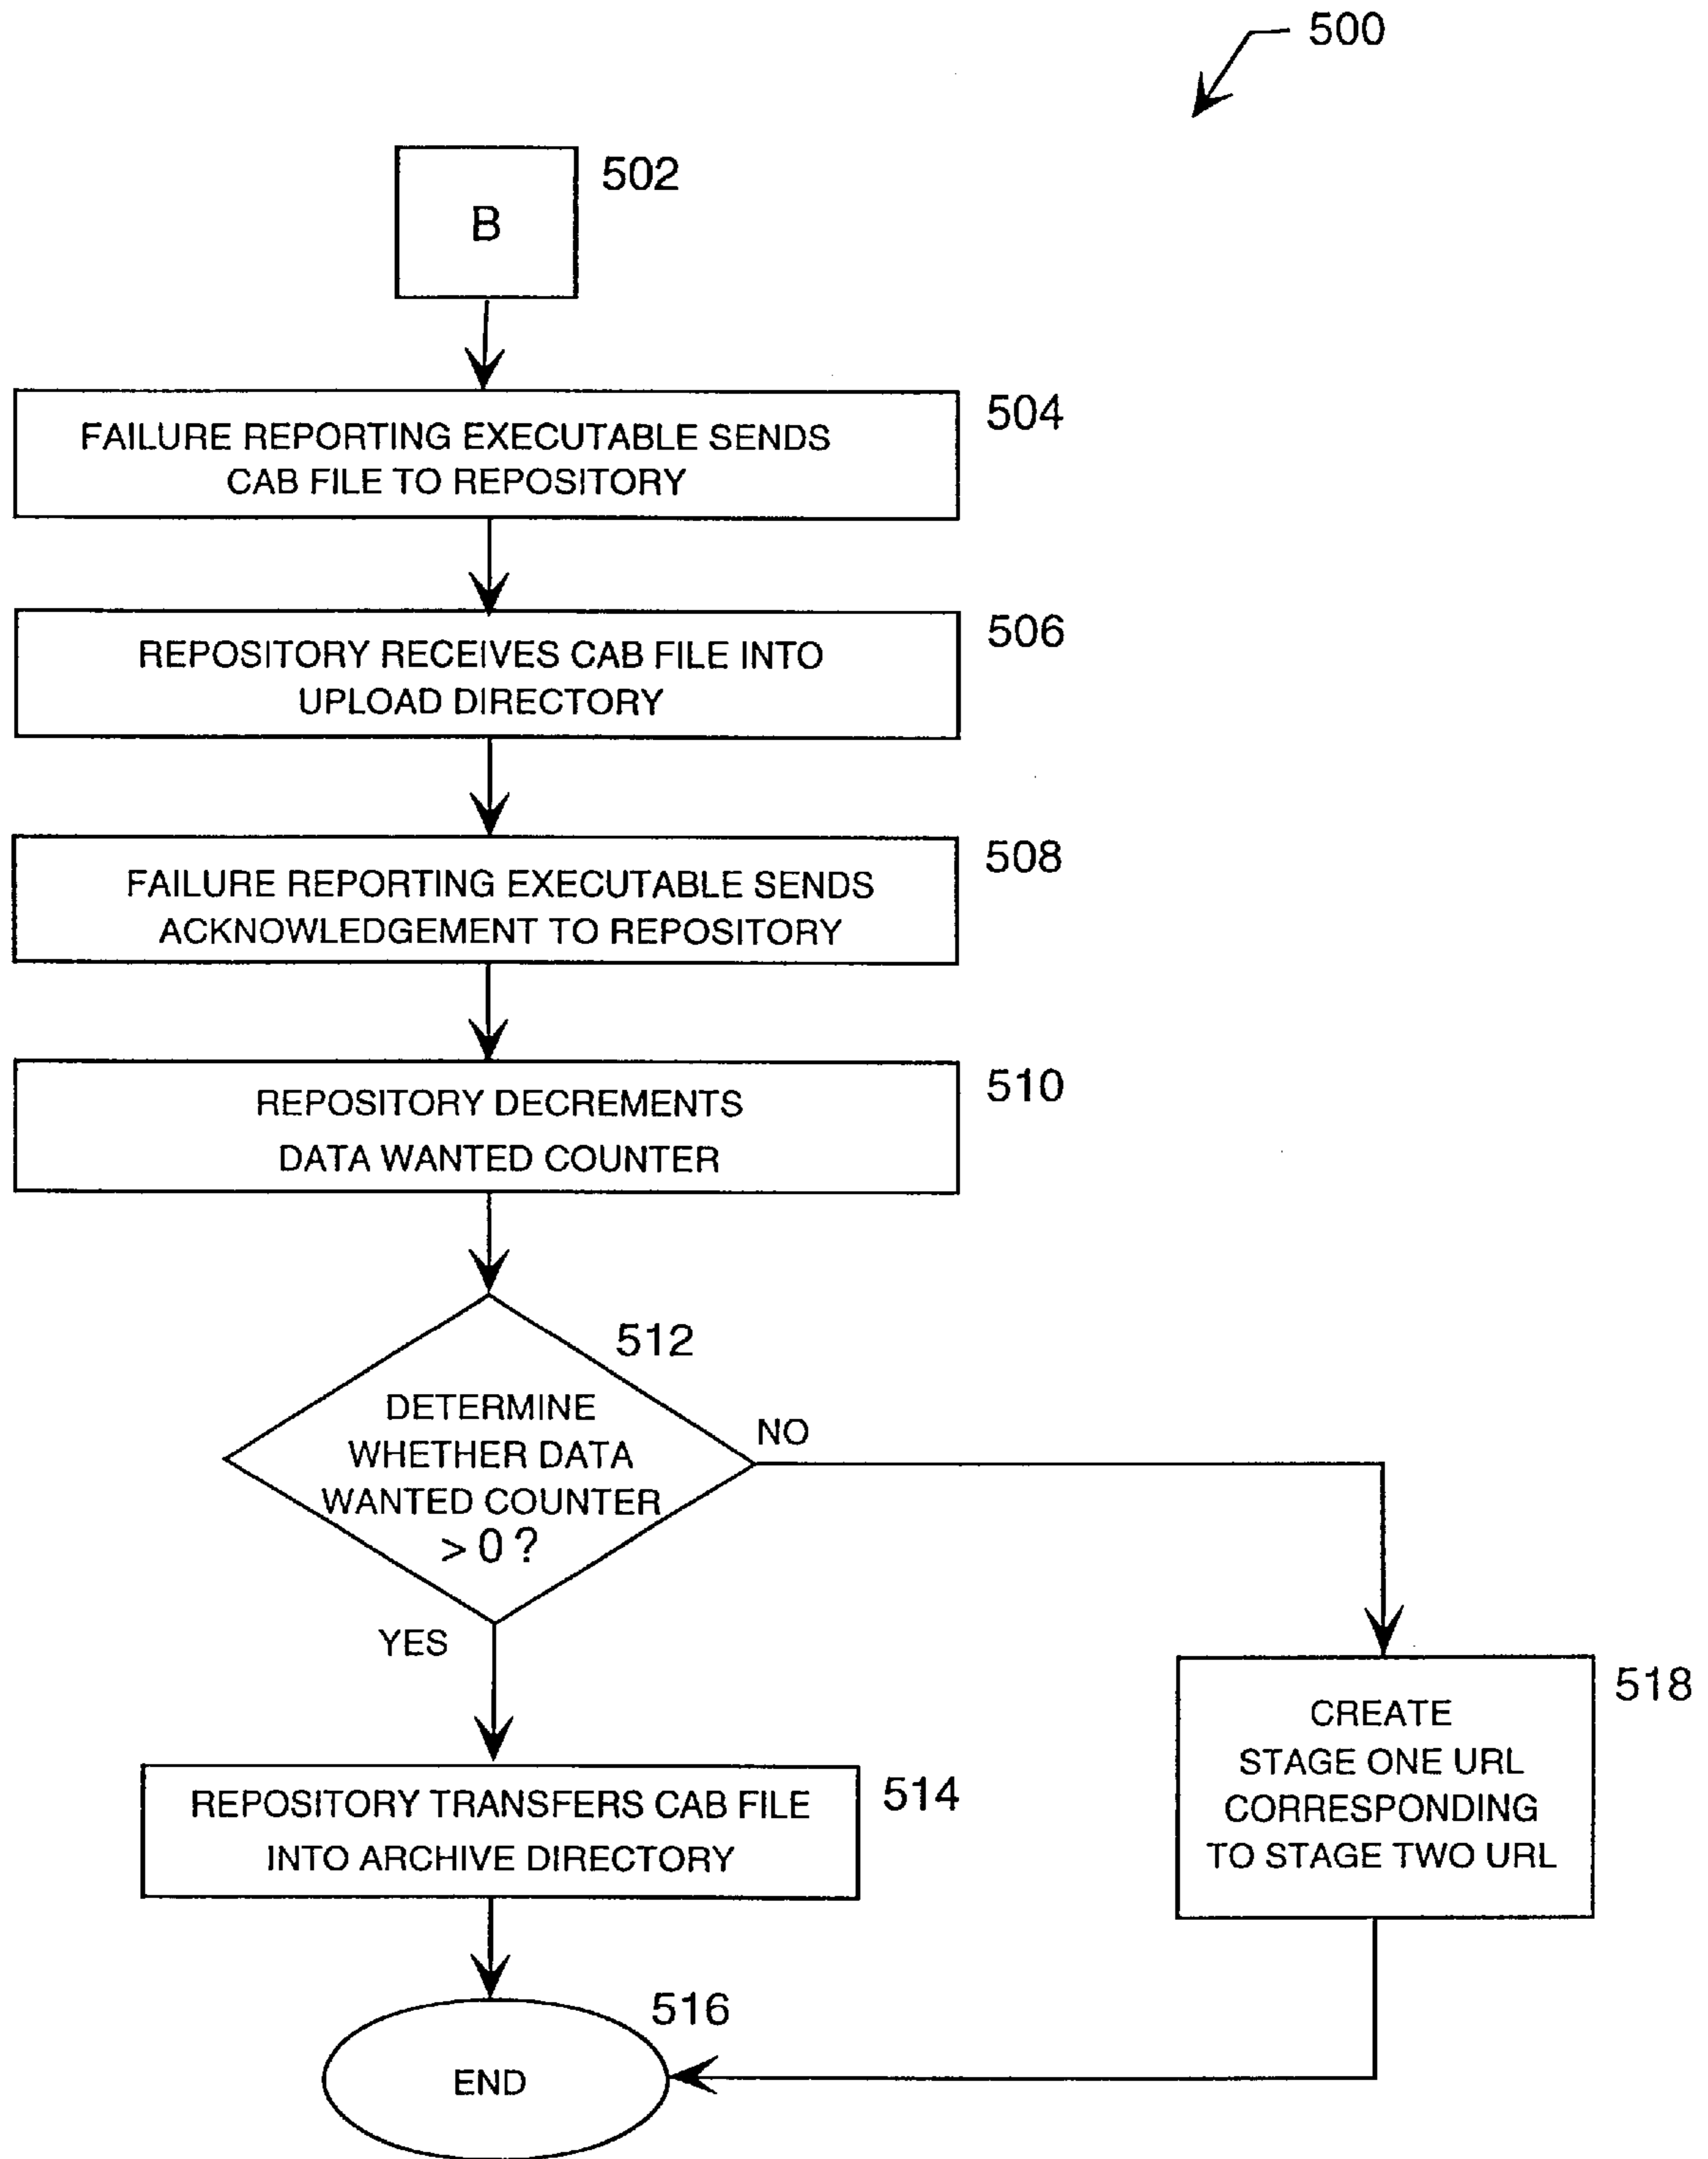 500
502
B
504
FAILURE REPORTING EXECUTABLE SENDS
CAB FILE TO REPOSITORY
506
REPOSITORY RECEIVES CAB FILE INTO
UPLOAD DIRECTORY
508
FAILURE REPORTING EXECUTABLE SENDS
ACKNOWLEDGEMENT TO REPOSITORY
510
REPOSITORY DECREMENTS
DATA WANTED COUNTER
512
DETERMINE
WHETHER DATA
WANTED COUNTER
> 0 ?
NO
YES
514
REPOSITORY TRANSFERS CAB FILE
INTO ARCHIVE DIRECTORY
518
CREATE
STAGE ONE URL
CORRESPONDING
TO STAGE TWO URL
516
END